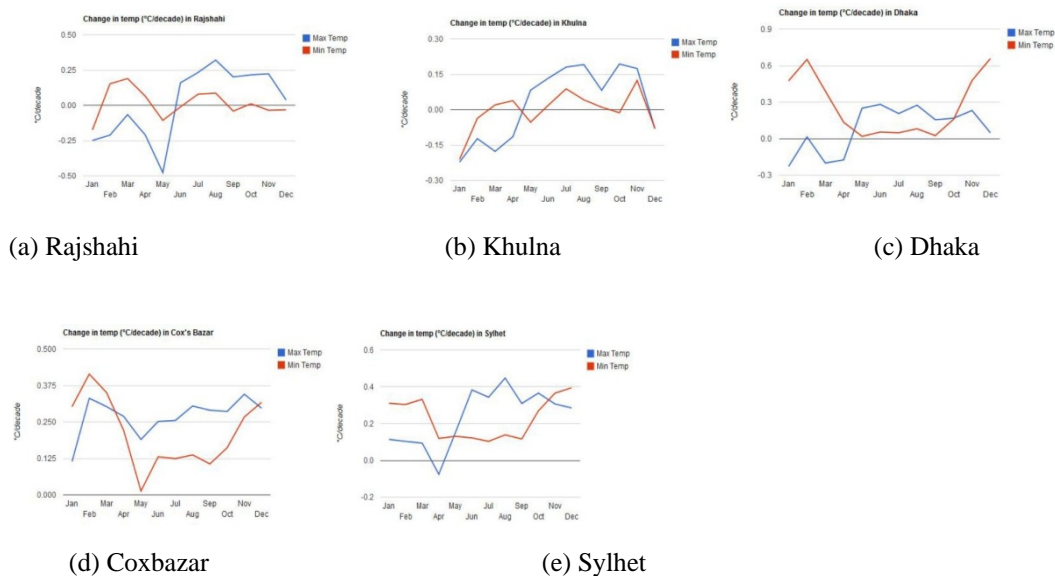 Change in temp (°C/decade) in Rajshahi
0.50
0.25
0.00
-0.25
-0.50
°C/decade
Jan Mar May Jul Sep Nov
Feb Apr Jun Aug Oct Dec
Max Temp
Min Temp
Change in temp (°C/decade) in Khulna
0.30
0.15
0.00
-0.15
-0.30
°C/decade
Jan Mar May Jul Sep Nov
Feb Apr Jun Aug Oct Dec
Max Temp
Min Temp
Change in temp (°C/decade) in Dhaka
0.9
0.6
0.3
0.0
-0.3
°C/decade
Jan Mar May Jul Sep Nov
Feb Apr Jun Aug Oct Dec
Max Temp
Min Temp
(a) Rajshahi
(b) Khulna
(c) Dhaka
Change in temp (°C/decade) in Cox's Bazar
0.500
0.375
0.250
0.125
0.000
°C/decade
Jan Mar May Jul Sep Nov
Feb Apr Jun Aug Oct Dec
Max Temp
Min Temp
Change in temp (°C/decade) in Sylhet
0.6
0.4
0.2
0.0
-0.2
°C/decade
Jan Mar May Jul Sep Nov
Feb Apr Jun Aug Oct Dec
Max Temp
Min Temp
(d) Coxbazar
(e) Sylhet